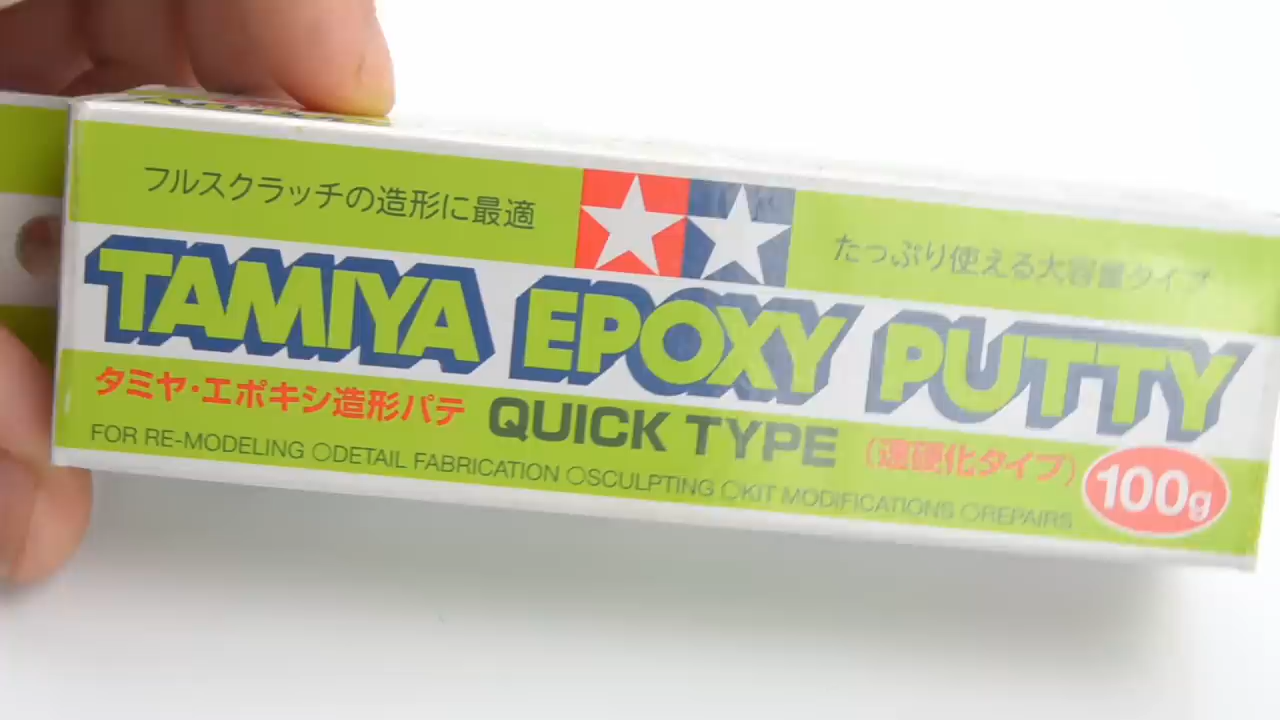 フルスクラッチの造形に最適
たっぷり使える大容量タイプ
TAMIYA EPOXY PUTTY
タミヤ・エポキシ造形パテ QUICK TYPE (速硬化タイプ)
100g
FOR RE-MODELING ○DETAIL FABRICATION ○SCULPTING ○KIT MODIFICATIONS ○REPAIRS